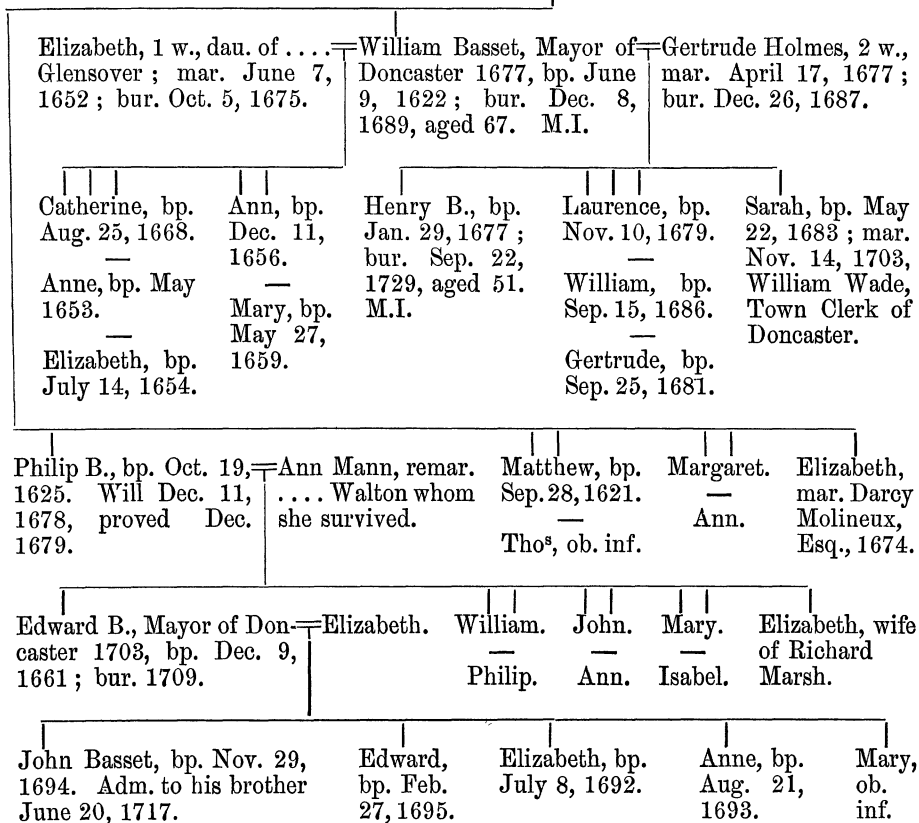 Elizabeth, 1 w., dau. of ....
Glensover ; mar. June 7,
1652 ; bur. Oct. 5, 1675.
William Basset, Mayor of
Doncaster 1677, bp. June
9, 1622 ; bur. Dec. 8,
1689, aged 67. M.I.
Gertrude Holmes, 2 w.,
mar. April 17, 1677 ;
bur. Dec. 26, 1687.
Catherine, bp.
Aug. 25, 1668.
—
Anne, bp. May
1653.
—
Elizabeth, bp.
July 14, 1654.
Ann, bp.
Dec. 11,
1656.
—
Mary, bp.
May 27,
1659.
Henry B., bp.
Jan. 29, 1677 ;
bur. Sep. 22,
1729, aged 51.
M.I.
Laurence, bp.
Nov. 10, 1679.
—
William, bp.
Sep. 15, 1686.
—
Gertrude, bp.
Sep. 25, 1681.
Sarah, bp. May
22, 1683 ; mar.
Nov. 14, 1703,
William Wade,
Town Clerk of
Doncaster.
Philip B., bp. Oct. 19,
1625. Will Dec. 11,
1678, proved Dec.
1679.
Ann Mann, remar.
.... Walton whom
she survived.
Matthew, bp.
Sep. 28, 1621.
—
Thoˢ, ob. inf.
Margaret.
—
Ann.
Elizabeth,
mar. Darcy
Molineux,
Esq., 1674.
Edward B., Mayor of Don-
caster 1703, bp. Dec. 9,
1661 ; bur. 1709.
Elizabeth.
William.
—
Philip.
John.
—
Ann.
Mary.
—
Isabel.
Elizabeth, wife
of Richard
Marsh.
John Basset, bp. Nov. 29,
1694. Adm. to his brother
June 20, 1717.
Edward,
bp. Feb.
27, 1695.
Elizabeth, bp.
July 8, 1692.
Anne, bp.
Aug. 21,
1693.
Mary,
ob.
inf.